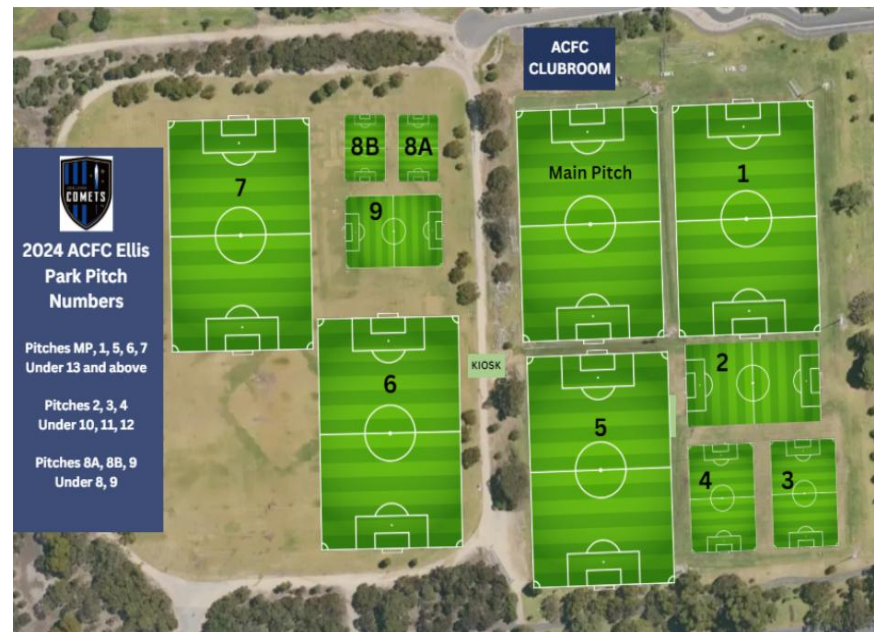 ACFC
CLUBROOM
8B
8A
7
Main Pitch
1
9
COMETS
2024 ACFC Ellis
Park Pitch
Numbers
Pitches MP, 1, 5, 6, 7
Under 13 and above
Pitches 2, 3, 4
Under 10, 11, 12
Pitches 8A, 8B, 9
Under 8, 9
6
KIOSK
2
5
4
3